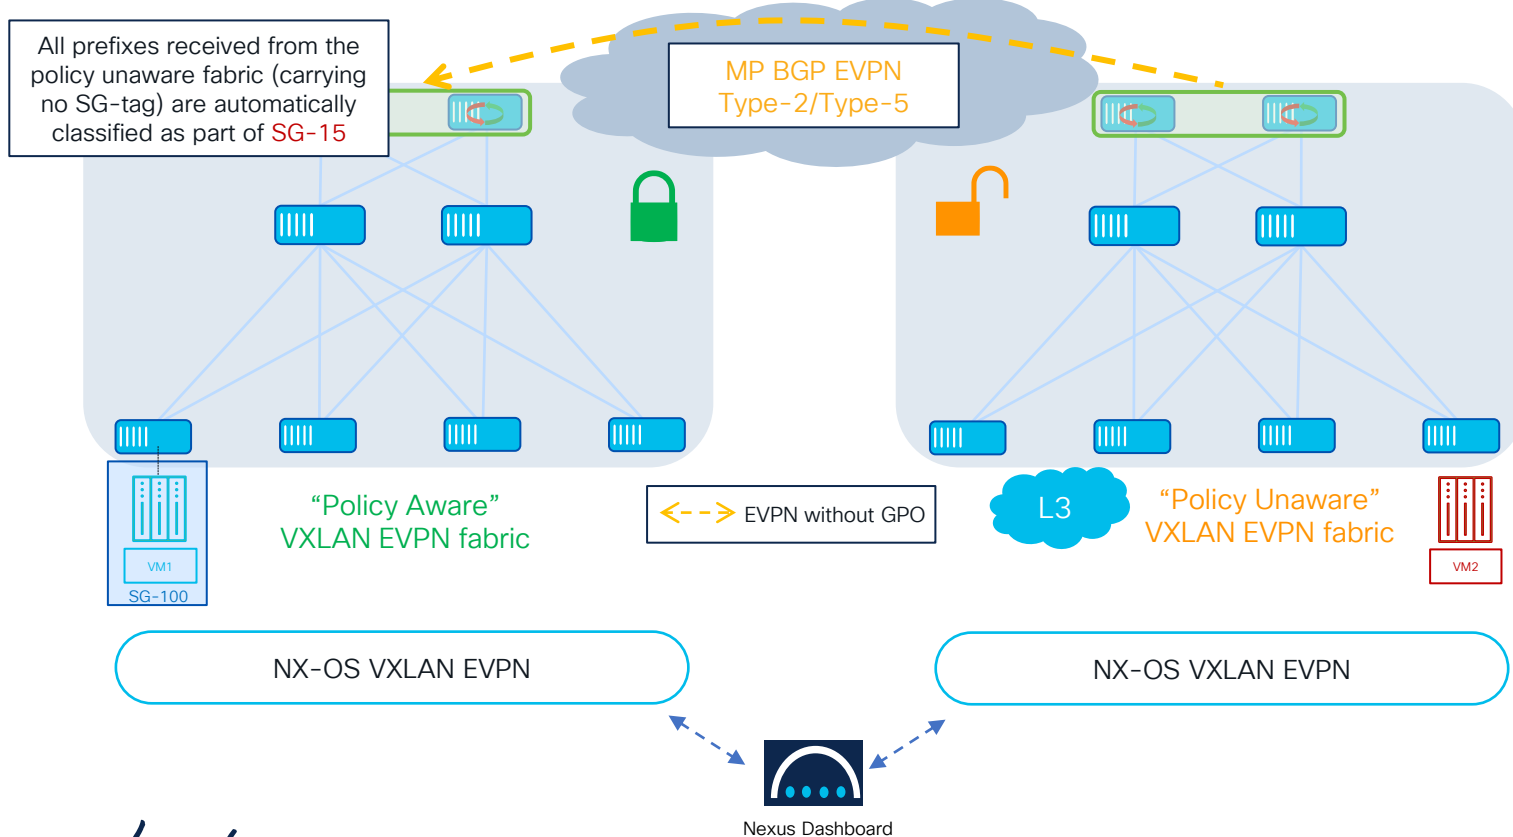 All prefixes received from the
policy unaware fabric (carrying
no SG-tag) are automatically
classified as part of SG-15
MP BGP EVPN
Type-2/Type-5
“Policy Aware”
VXLAN EVPN fabric
EVPN without GPO
L3
“Policy Unaware”
VXLAN EVPN fabric
VM1
SG-100
VM2
NX-OS VXLAN EVPN
NX-OS VXLAN EVPN
Nexus Dashboard